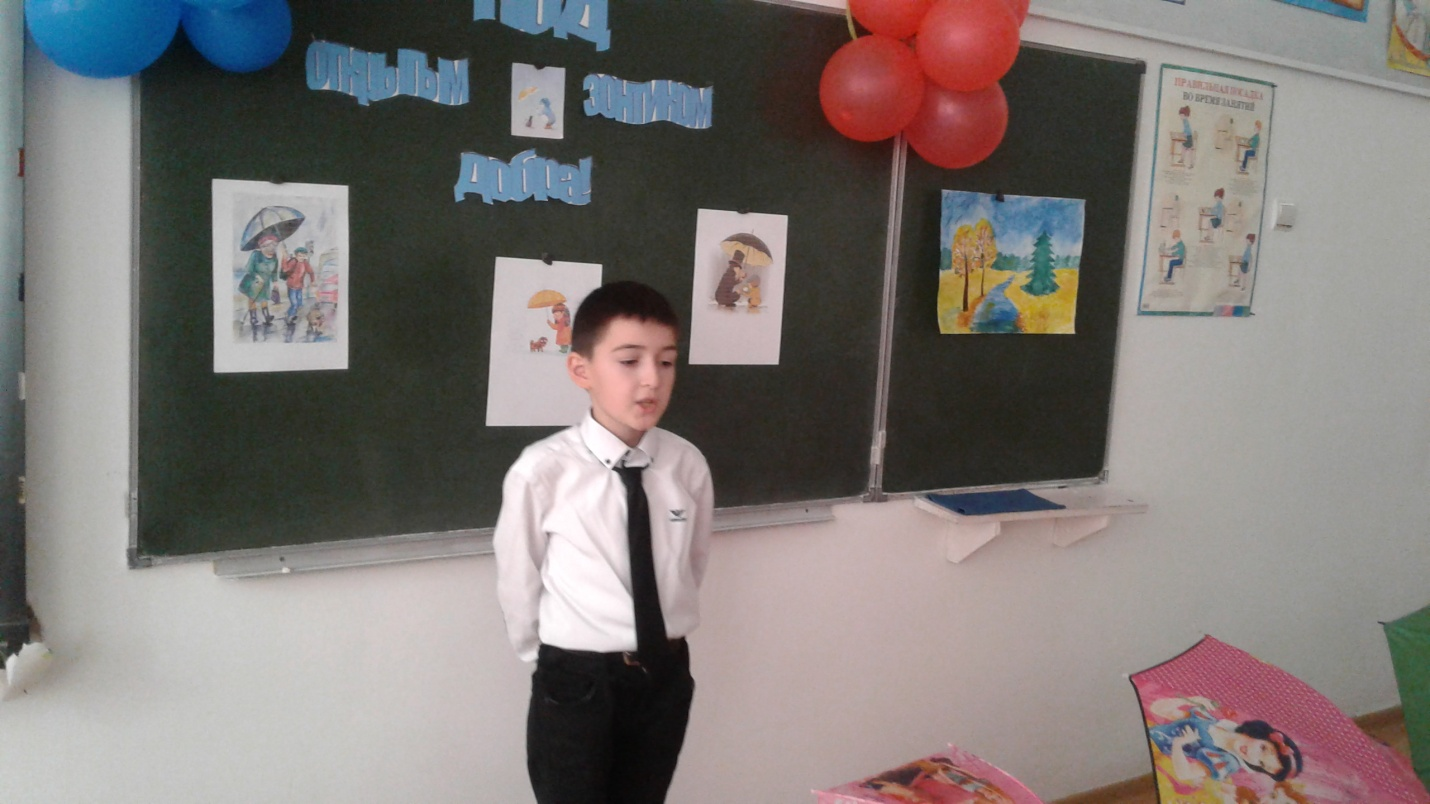 ПОД
ОТКРЫТЫМ ЗОНТИКОМ
ДОБРА!
ПРАВИЛЬНАЯ ПОСАДКА
ВО ВРЕМЯ ЗАНЯТИЙ